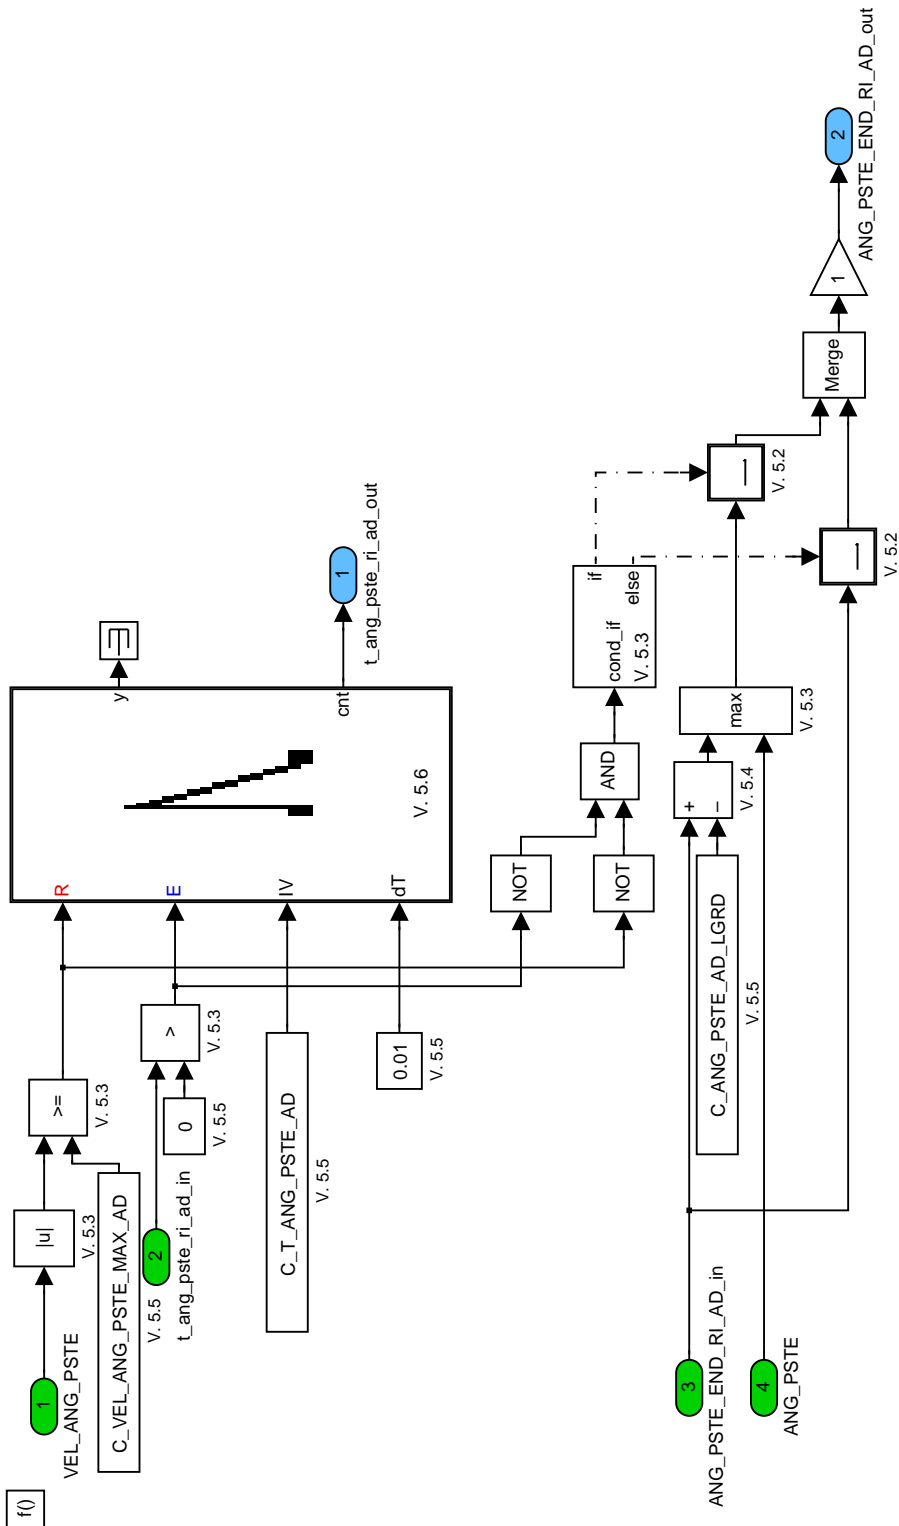 f()
1
VEL_ANG_PSTE
|u|
V. 5.3
C_VEL_ANG_PSTE_MAX_AD
V. 5.5
>=
V. 5.3
2
t_ang_pste_ri_ad_in
0
V. 5.5
>
V. 5.3
C_T_ANG_PSTE_AD
V. 5.5
0.01
V. 5.5
R
E
IV
dT
y
cnt
V. 5.6
1
t_ang_pste_ri_ad_out
NOT
NOT
AND
cond_if
V. 5.3
if
else
3
ANG_PSTE_END_RI_AD_in
4
ANG_PSTE
C_ANG_PSTE_AD_LGRD
V. 5.5
+
−
V. 5.4
max
V. 5.3
V. 5.2
V. 5.2
Merge
1
2
ANG_PSTE_END_RI_AD_out